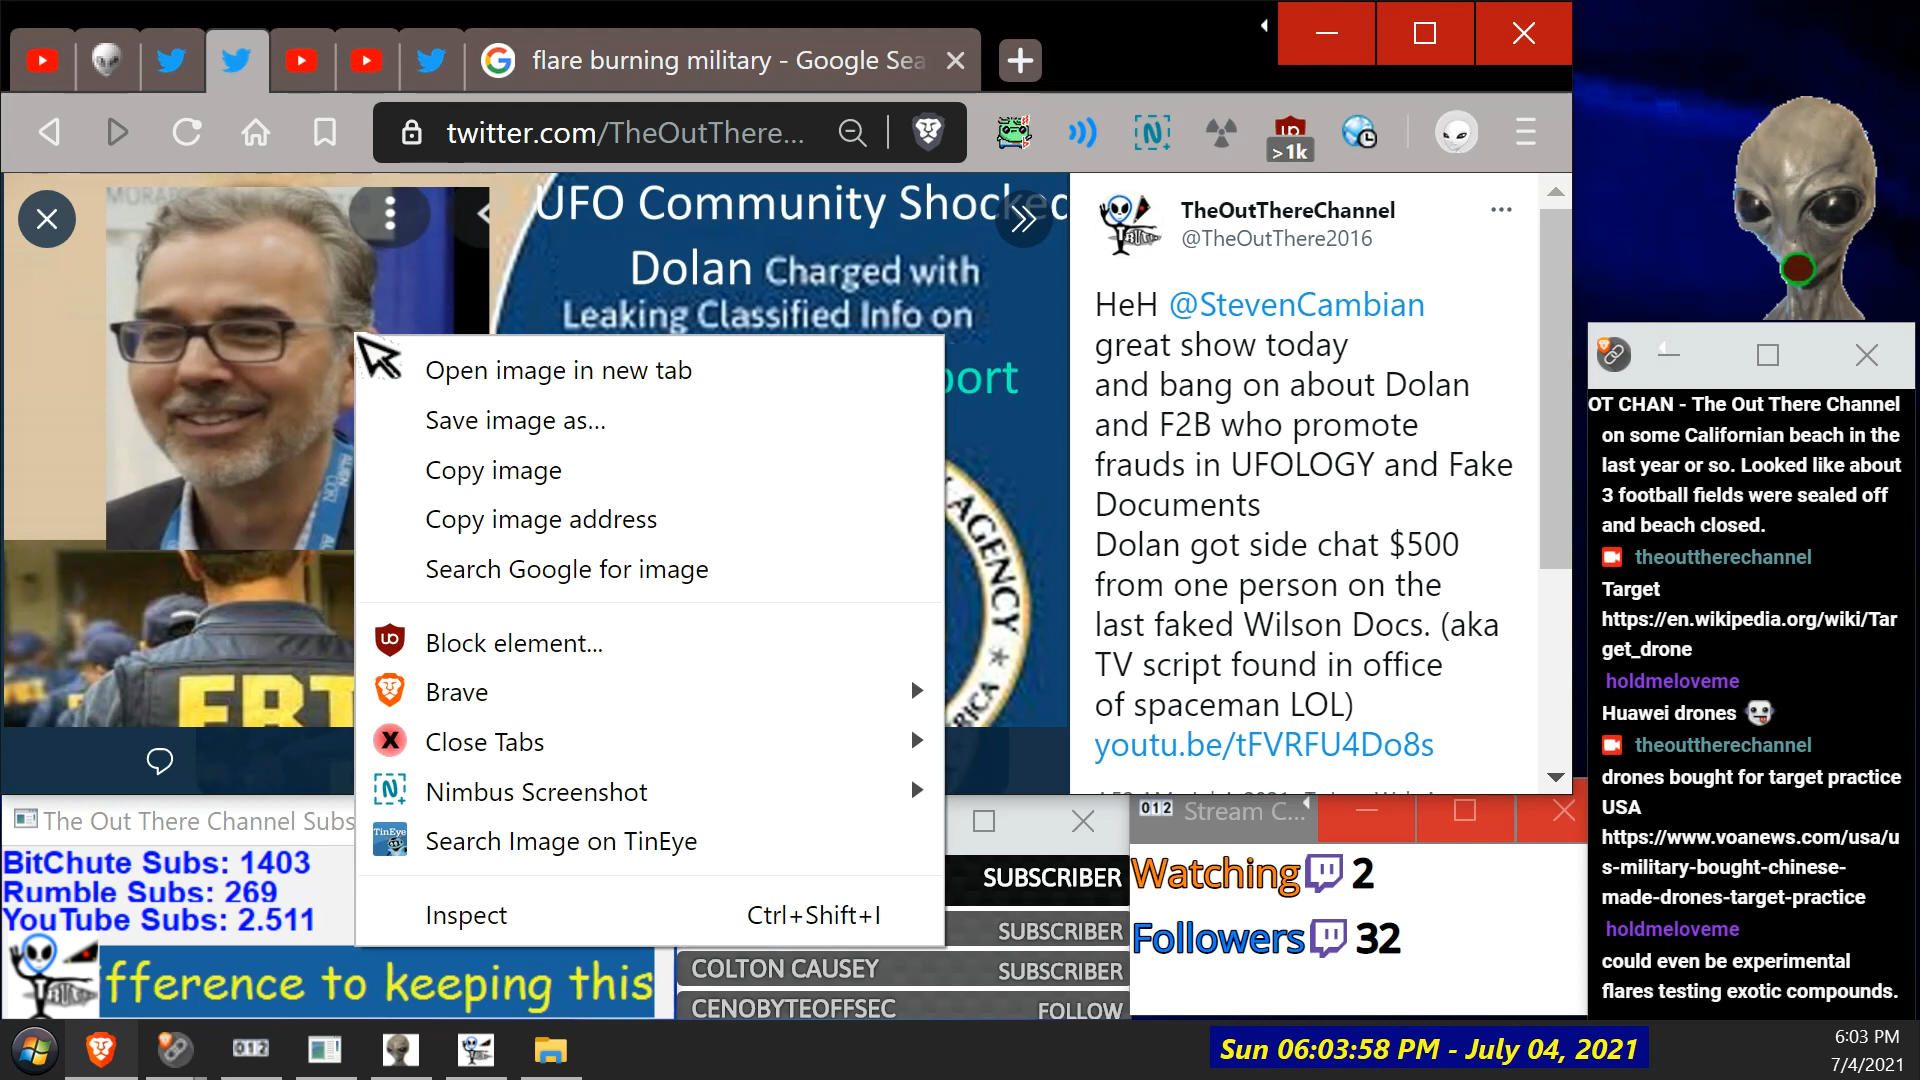 flare burning military - Google Sea
twitter.com/TheOutThere...
>1k
UFO Community Shocked
Dolan Charged with
Leaking Classified Info on
port
AGENCY
RICA
ALIEN
CON
FBI
Open image in new tab
Save image as...
Copy image
Copy image address
Search Google for image
Block element...
Brave
Close Tabs
Nimbus Screenshot
TinEye
Search Image on TinEye
Inspect
Ctrl+Shift+I
TheOutThereChannel
@TheOutThere2016
HeH @StevenCambian
great show today
and bang on about Dolan
and F2B who promote
frauds in UFOLOGY and Fake
Documents
Dolan got side chat $500
from one person on the
last faked Wilson Docs. (aka
TV script found in office
of spaceman LOL)
youtu.be/tFVRFU4Do8s
OT CHAN - The Out There Channel
on some Californian beach in the
last year or so. Looked like about
3 football fields were sealed off
and beach closed.
theouttherechannel
Target
https://en.wikipedia.org/wiki/Tar
get_drone
holdmeloveme
Huawei drones
theouttherechannel
drones bought for target practice
USA
https://www.voanews.com/usa/u
s-military-bought-chinese-
made-drones-target-practice
holdmeloveme
could even be experimental
flares testing exotic compounds.
The Out There Channel Subs
BitChute Subs: 1403
Rumble Subs: 269
YouTube Subs: 2.511
fference to keeping this
SUBSCRIBER
SUBSCRIBER
COLTON CAUSEY
SUBSCRIBER
CENOBYTEOFFSEC
FOLLOW
012
Stream C...
Watching 2
Followers 32
012
Sun 06:03:58 PM - July 04, 2021
6:03 PM
7/4/2021